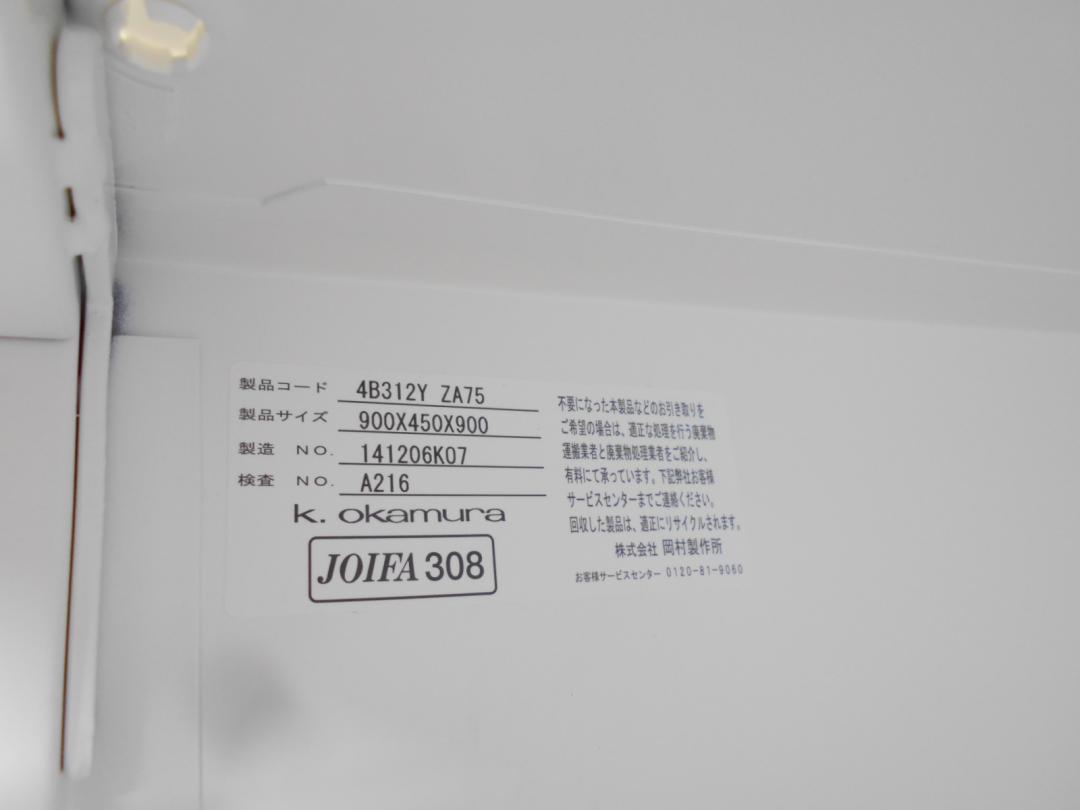 製品コード 4B312Y ZA75
製品サイズ 900X450X900
製造 NO. 141206K07
検査 NO. A216
k. okamura
JOIFA 308
不要になった本製品などのお引き取りを
ご希望の場合は、適正な処理を行う廃棄物
運搬業者と廃棄物処理業者をご紹介し、
有料にて承っています。下記弊社お客様
サービスセンターまでご連絡ください。
回収した製品は、適正にリサイクルされます。
株式会社 岡村製作所
お客様サービスセンター 0120-81-9060